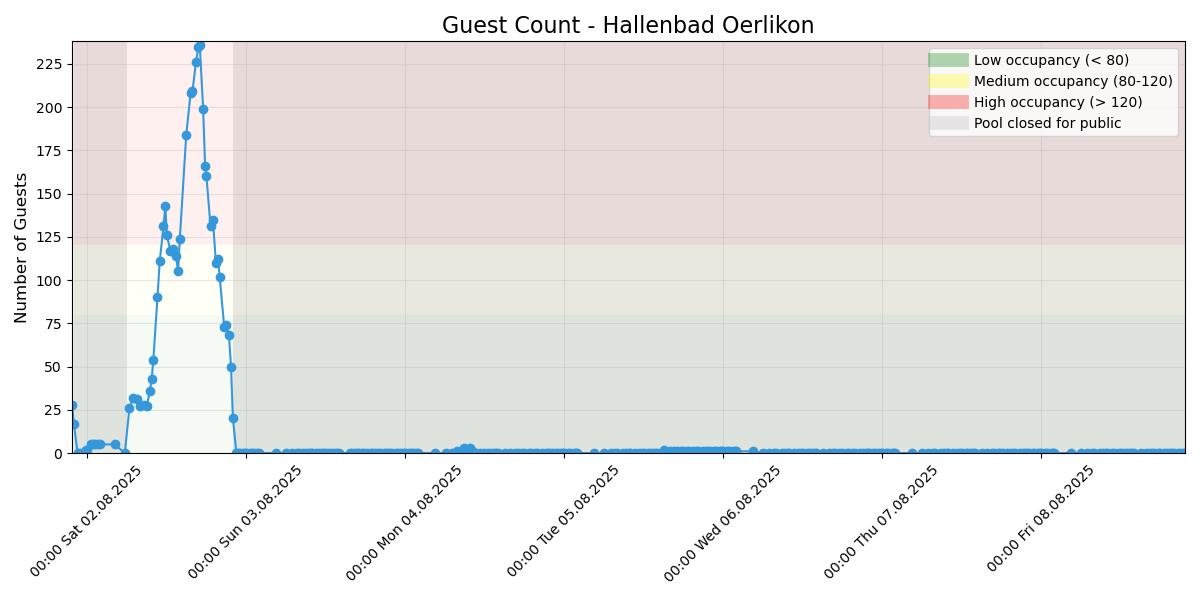 Guest Count - Hallenbad Oerlikon
Number of Guests
225
200
175
150
125
100
75
50
25
0
Low occupancy (< 80)
Medium occupancy (80-120)
High occupancy (> 120)
Pool closed for public
00:00 Sat 02.08.2025
00:00 Sun 03.08.2025
00:00 Mon 04.08.2025
00:00 Tue 05.08.2025
00:00 Wed 06.08.2025
00:00 Thu 07.08.2025
00:00 Fri 08.08.2025